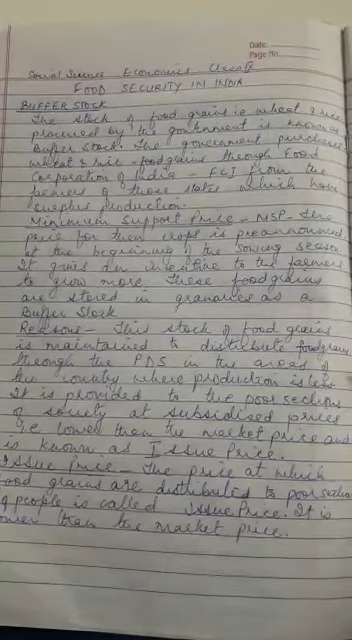 Date
Page No.
Social Science Economics Class IX
FOOD SECURITY IN INDIA
BUFFER STOCK
The stock of food grains i.e wheat & rice
procured by the government is known as
Buffer Stock. The government purchases
wheat & rice - foodgrains through Food
Corporation of India - FCI from the
farmers of those states which have
surplus production.
Minimum Support Price - MSP - The
price for their crops is preannounced
at the beginning of the sowing season
It gives an incentive to the farmers
to grow more These foodgrains
are stored in granaries as a
Buffer Stock
Reasons - This stock of food grains
is maintained to distribute foodgrains
through the PDS in the areas of
the country where production is less
It is provided to the poor sections
of society at subsidised prices
i.e lower than the market price and
is known as Issue Price.
Issue Price - The price at which
food grains are distributed to poor section
of people is called Issue Price. It is
lower than the market price.